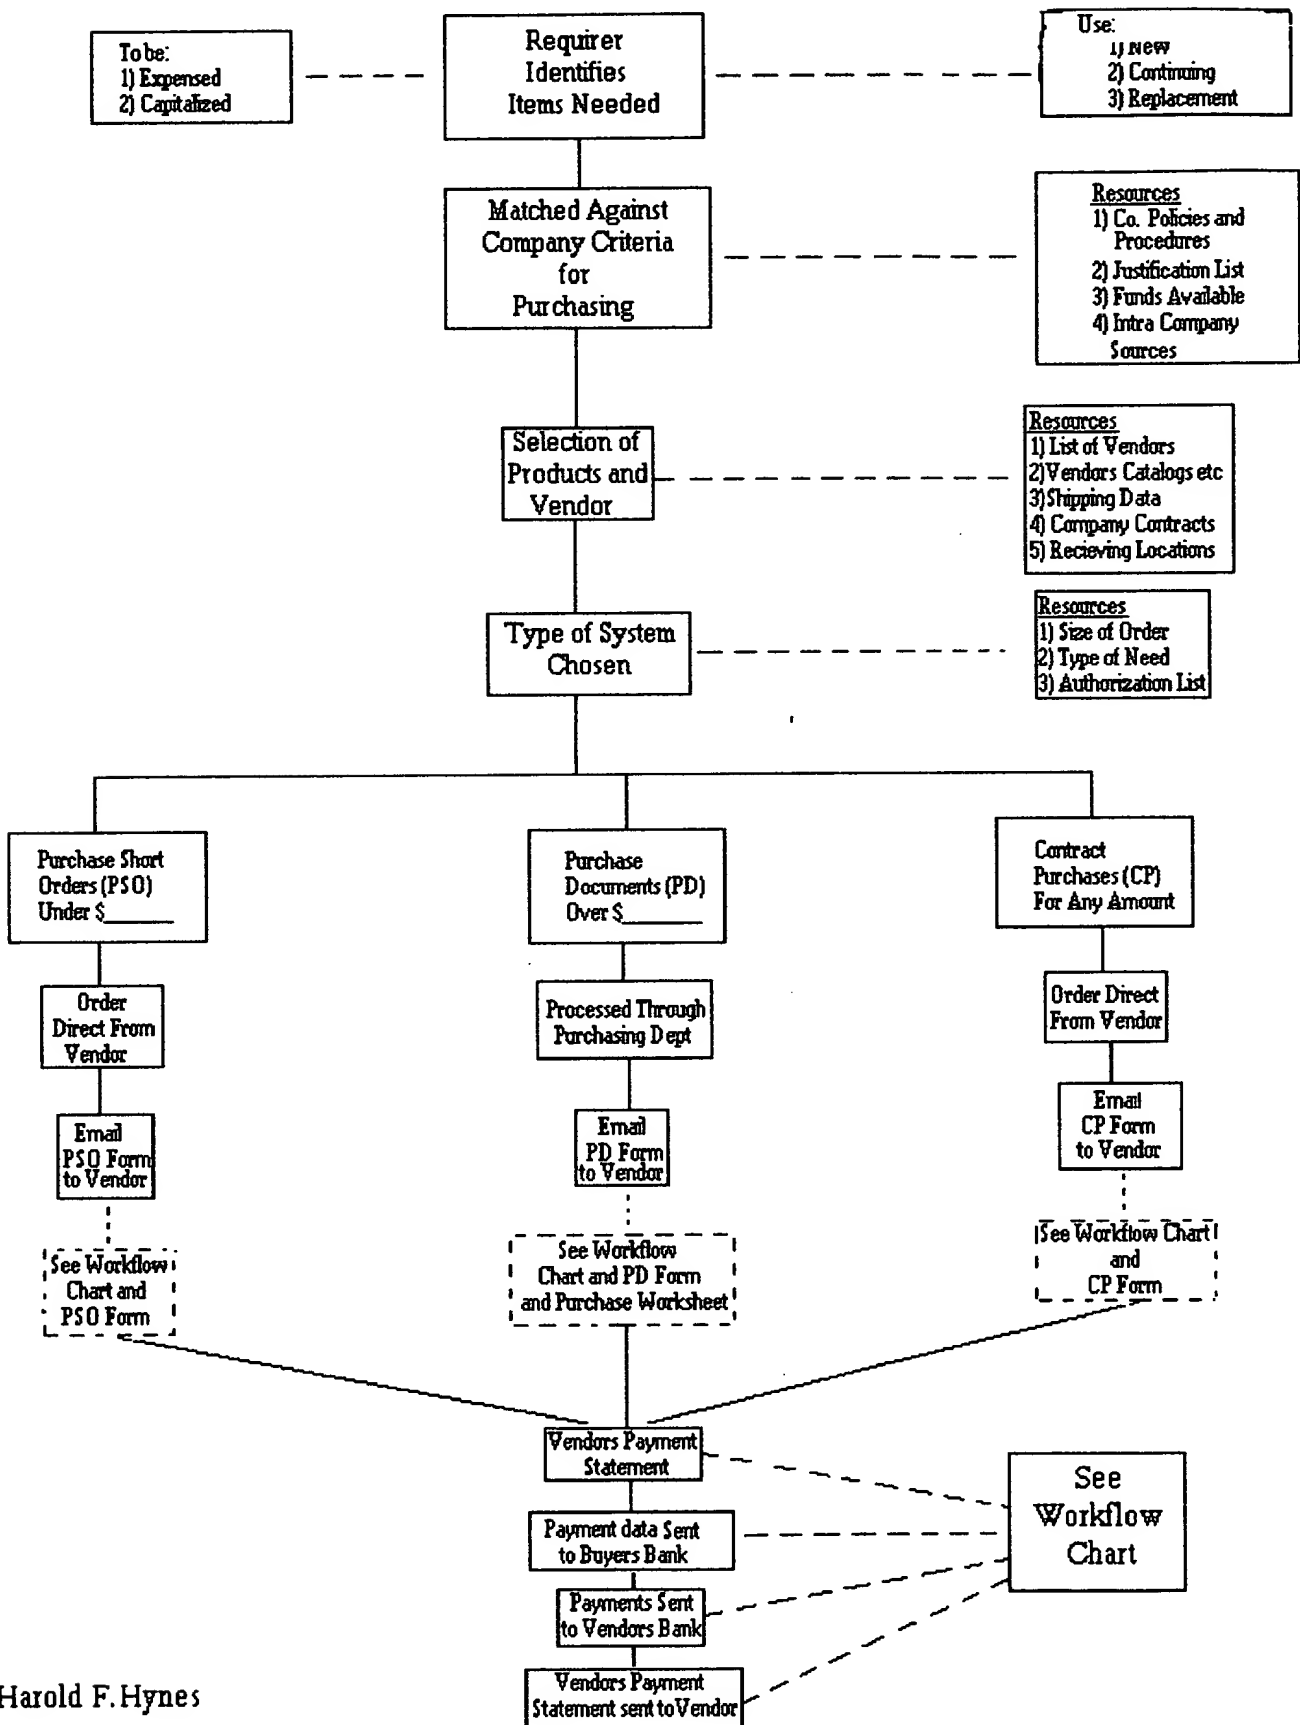 To be:
1) Expensed
2) Capitalized
Requirer
Identifies
Items Needed
Use:
1) New
2) Continuing
3) Replacement
Matched Against
Company Criteria
for
Purchasing
Resources
1) Co. Policies and
Procedures
2) Justification List
3) Funds Available
4) Intra Company
Sources
Selection of
Products and
Vendor
Resources
1) List of Vendors
2)Vendors Catalogs etc
3)Shipping Data
4) Company Contracts
5) Recieving Locations
Type of System
Chosen
Resources
1) Size of Order
2) Type of Need
3) Authorization List
Purchase Short
Orders (PSO)
Under $______
Purchase
Documents (PD)
Over $______
Contract
Purchases (CP)
For Any Amount
Order
Direct From
Vendor
Processed Through
Purchasing Dept
Order Direct
From Vendor
Email
PSO Form
to Vendor
Email
PD Form
to Vendor
Email
CP Form
to Vendor
See Workflow
Chart and
PSO Form
See Workflow
Chart and PD Form
and Purchase Worksheet
See Workflow Chart
and
CP Form
Vendors Payment
Statement
Payment data Sent
to Buyers Bank
Payments Sent
to Vendors Bank
Vendors Payment
Statement sent to Vendor
See
Workflow
Chart
Harold F. Hynes